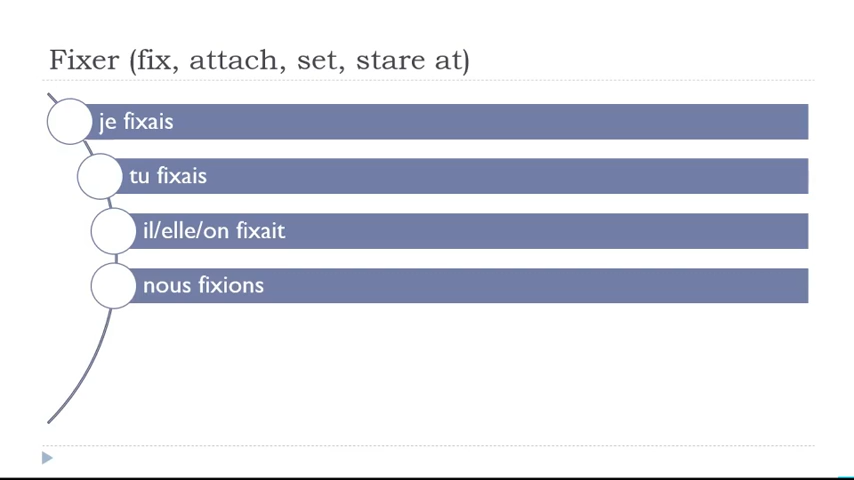 Fixer (fix, attach, set, stare at)
je fixais
tu fixais
il/elle/on fixait
nous fixions